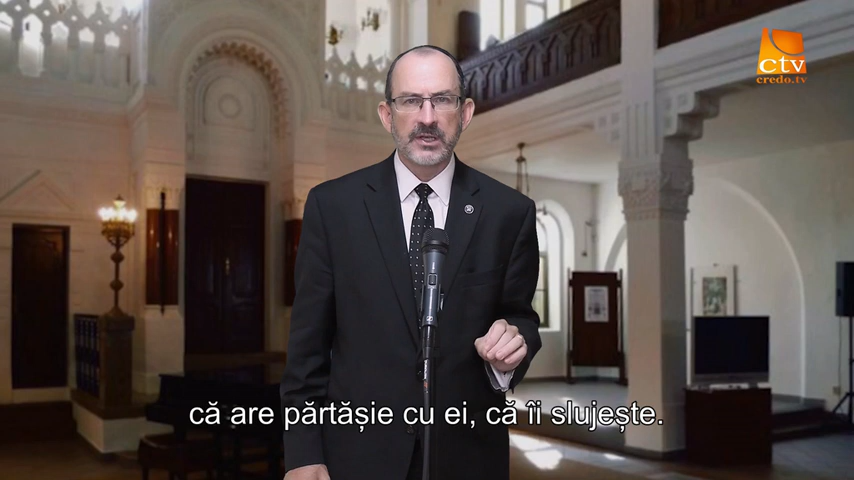 ctv
credo.tv
că are părtășie cu ei, că îi slujește.